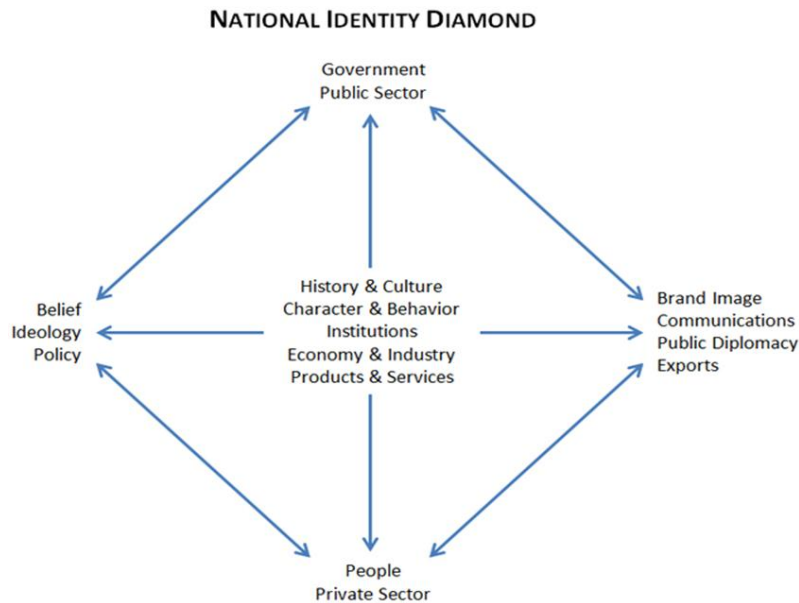 NATIONAL IDENTITY DIAMOND
Government
Public Sector
History & Culture
Character & Behavior
Institutions
Economy & Industry
Products & Services
Belief
Ideology
Policy
Brand Image
Communications
Public Diplomacy
Exports
People
Private Sector